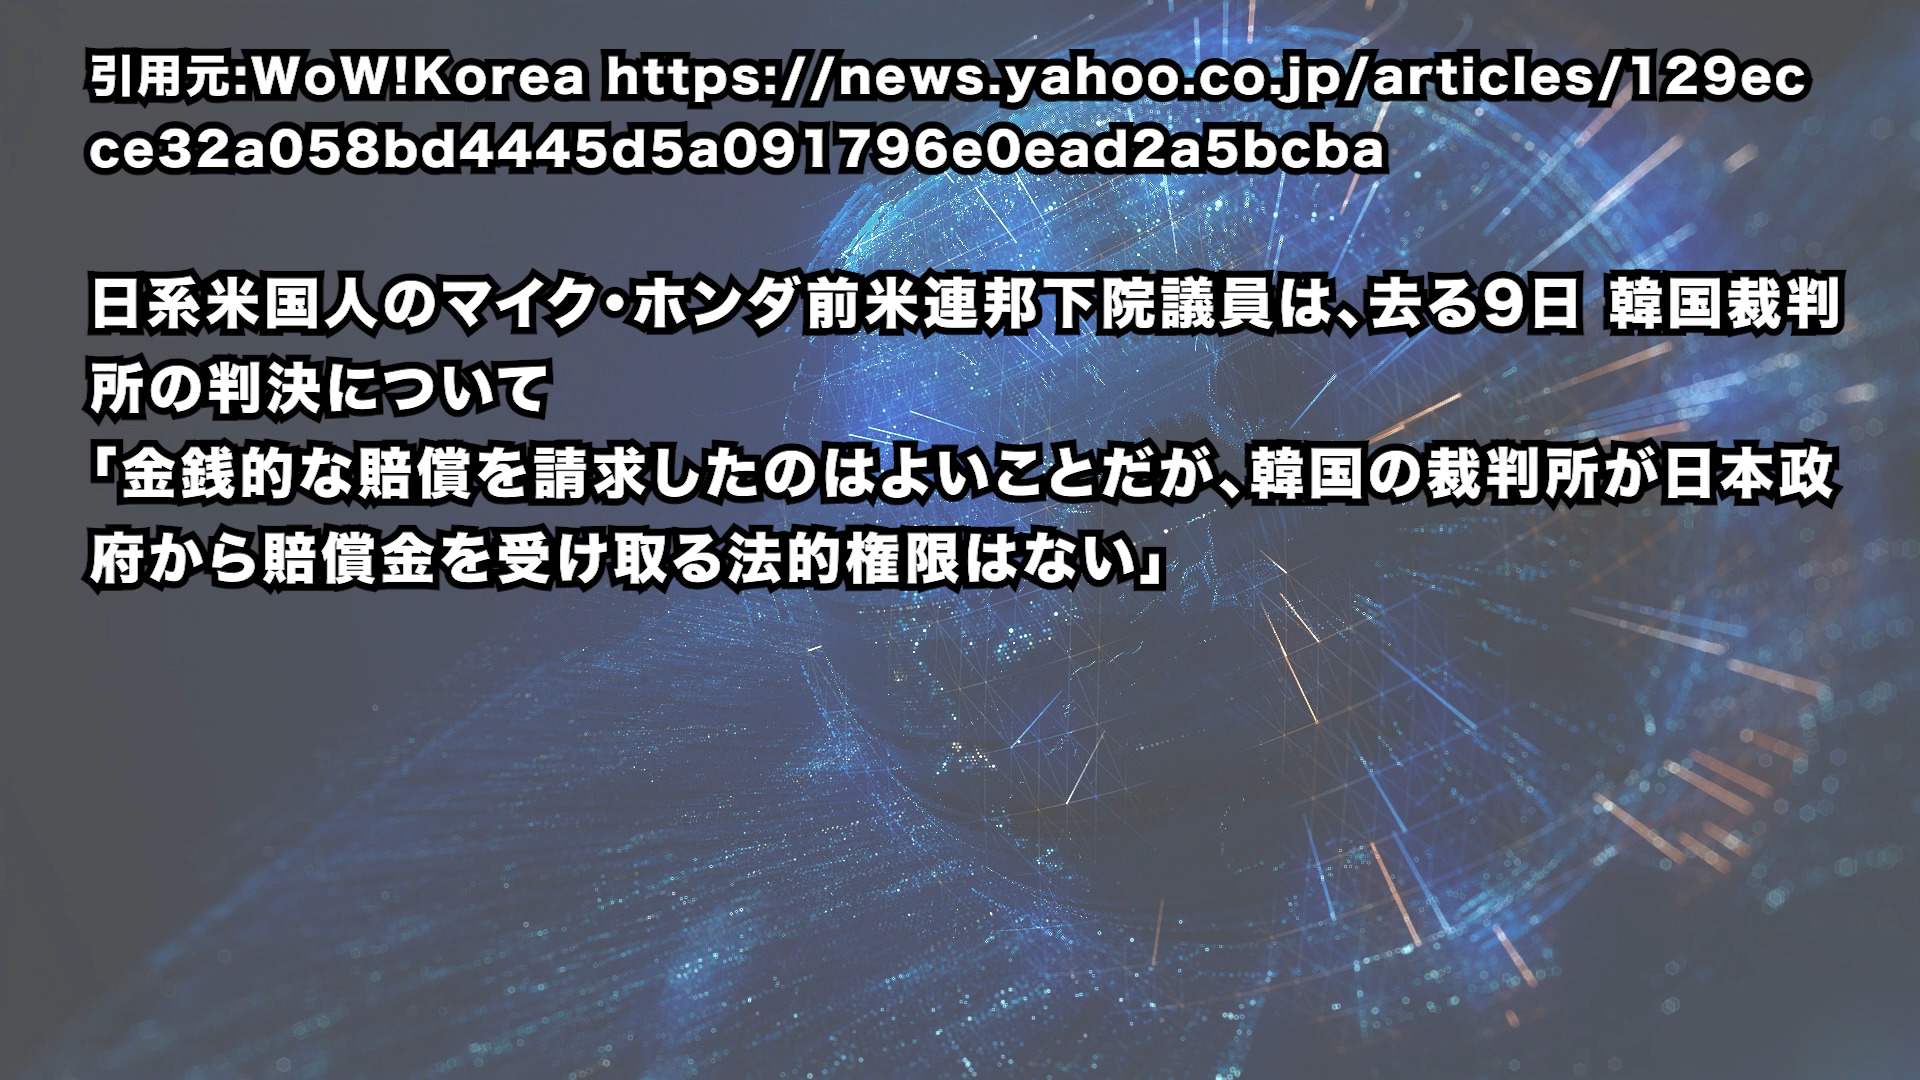 引用元:WoW!Korea https://news.yahoo.co.jp/articles/129ec
ce32a058bd4445d5a091796e0ead2a5bcba
日系米国人のマイク・ホンダ前米連邦下院議員は、去る9日 韓国裁判
所の判決について
「金銭的な賠償を請求したのはよいことだが、韓国の裁判所が日本政
府から賠償金を受け取る法的権限はない」